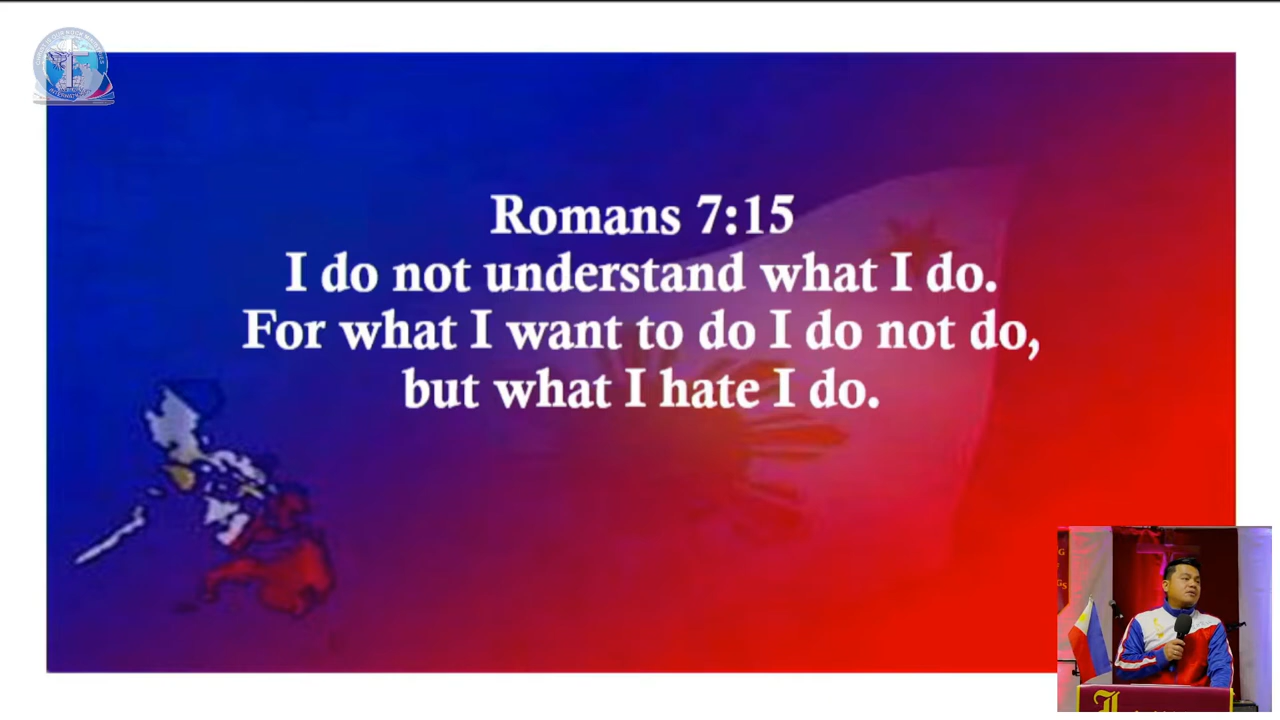 Romans 7:15
I do not understand what I do.
For what I want to do I do not do,
but what I hate I do.